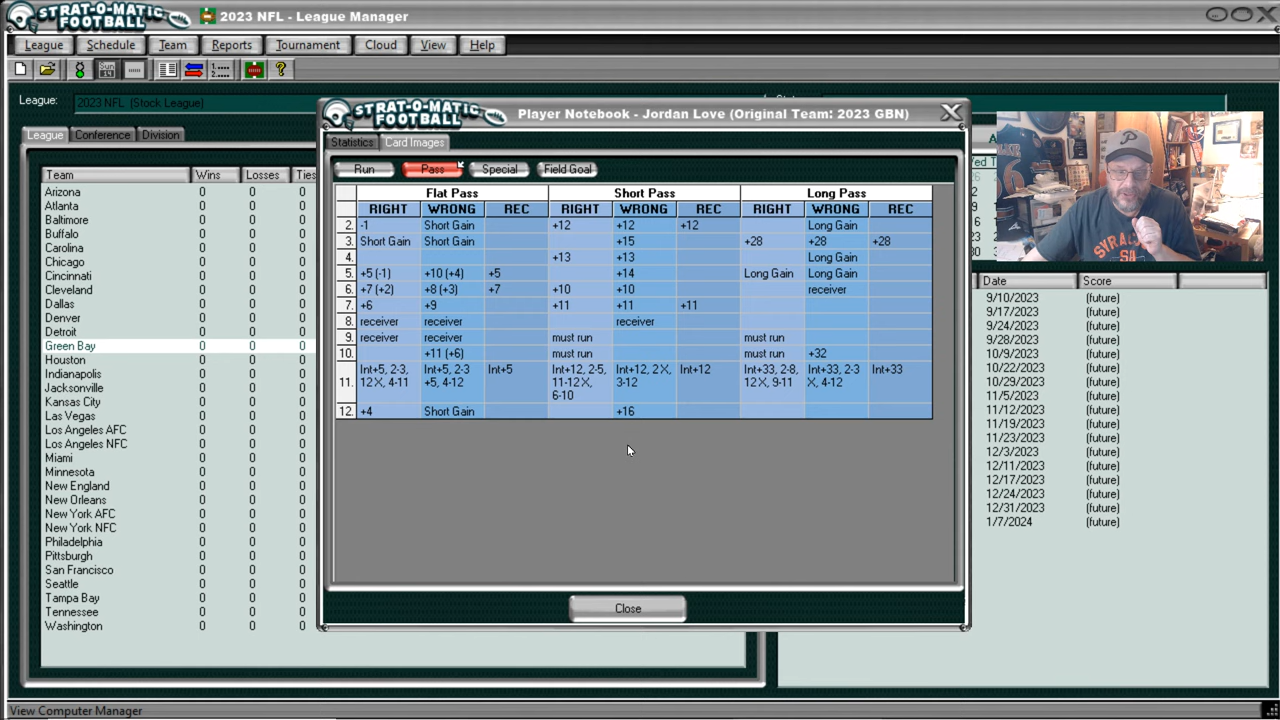 STRAT-O-MATIC FOOTBALL 2023 NFL - League Manager
League Schedule Team Reports Tournament Cloud View Help
League: 2023 NFL (Stock League)
League Conference Division
Team Wins Losses Ties
Arizona 0 0 0
Atlanta 0 0 0
Baltimore 0 0 0
Buffalo 0 0 0
Carolina 0 0 0
Chicago 0 0 0
Cincinnati 0 0 0
Cleveland 0 0 0
Dallas 0 0 0
Denver 0 0 0
Detroit 0 0 0
Green Bay 0 0 0
Houston 0 0 0
Indianapolis 0 0 0
Jacksonville 0 0 0
Kansas City 0 0 0
Las Vegas 0 0 0
Los Angeles AFC 0 0 0
Los Angeles NFC 0 0 0
Miami 0 0 0
Minnesota 0 0 0
New England 0 0 0
New Orleans 0 0 0
New York AFC 0 0 0
New York NFC 0 0 0
Philadelphia 0 0 0
Pittsburgh 0 0 0
San Francisco 0 0 0
Seattle 0 0 0
Tampa Bay 0 0 0
Tennessee 0 0 0
Washington 0 0 0
STRAT-O-MATIC FOOTBALL Player Notebook - Jordan Love (Original Team: 2023 GBN)
Statistics Card Images
Run Pass Special Field Goal
Flat Pass Short Pass Long Pass
RIGHT WRONG REC RIGHT WRONG REC RIGHT WRONG REC
2. -1 Short Gain +12 +12 +12 Long Gain
3. Short Gain Short Gain +15 +28 +28 +28
4. +13 +13 Long Gain
5. +5 (-1) +10 (+4) +5 +14 Long Gain Long Gain
6. +7 (+2) +8 (+3) +7 +10 +10 receiver
7. +6 +9 +11 +11 +11
8. receiver receiver receiver
9. receiver receiver must run must run
10. +11 (+6) must run must run +32
11. Int+5, 2-3, 12 X, 4-11 Int+5, 2-3 +5, 4-12 Int+5 Int+12, 2-5, 11-12 X, 6-10 Int+12, 2 X, 3-12 Int+12 Int+33, 2-8, 12 X, 9-11 Int+33, 2-3 X, 4-12 Int+33
12. +4 Short Gain +16
Close
Date Score
9/10/2023 (future)
9/17/2023 (future)
9/24/2023 (future)
9/28/2023 (future)
10/9/2023 (future)
10/22/2023 (future)
10/29/2023 (future)
11/5/2023 (future)
11/12/2023 (future)
11/19/2023 (future)
11/23/2023 (future)
12/3/2023 (future)
12/11/2023 (future)
12/17/2023 (future)
12/24/2023 (future)
12/31/2023 (future)
1/7/2024 (future)
View Computer Manager